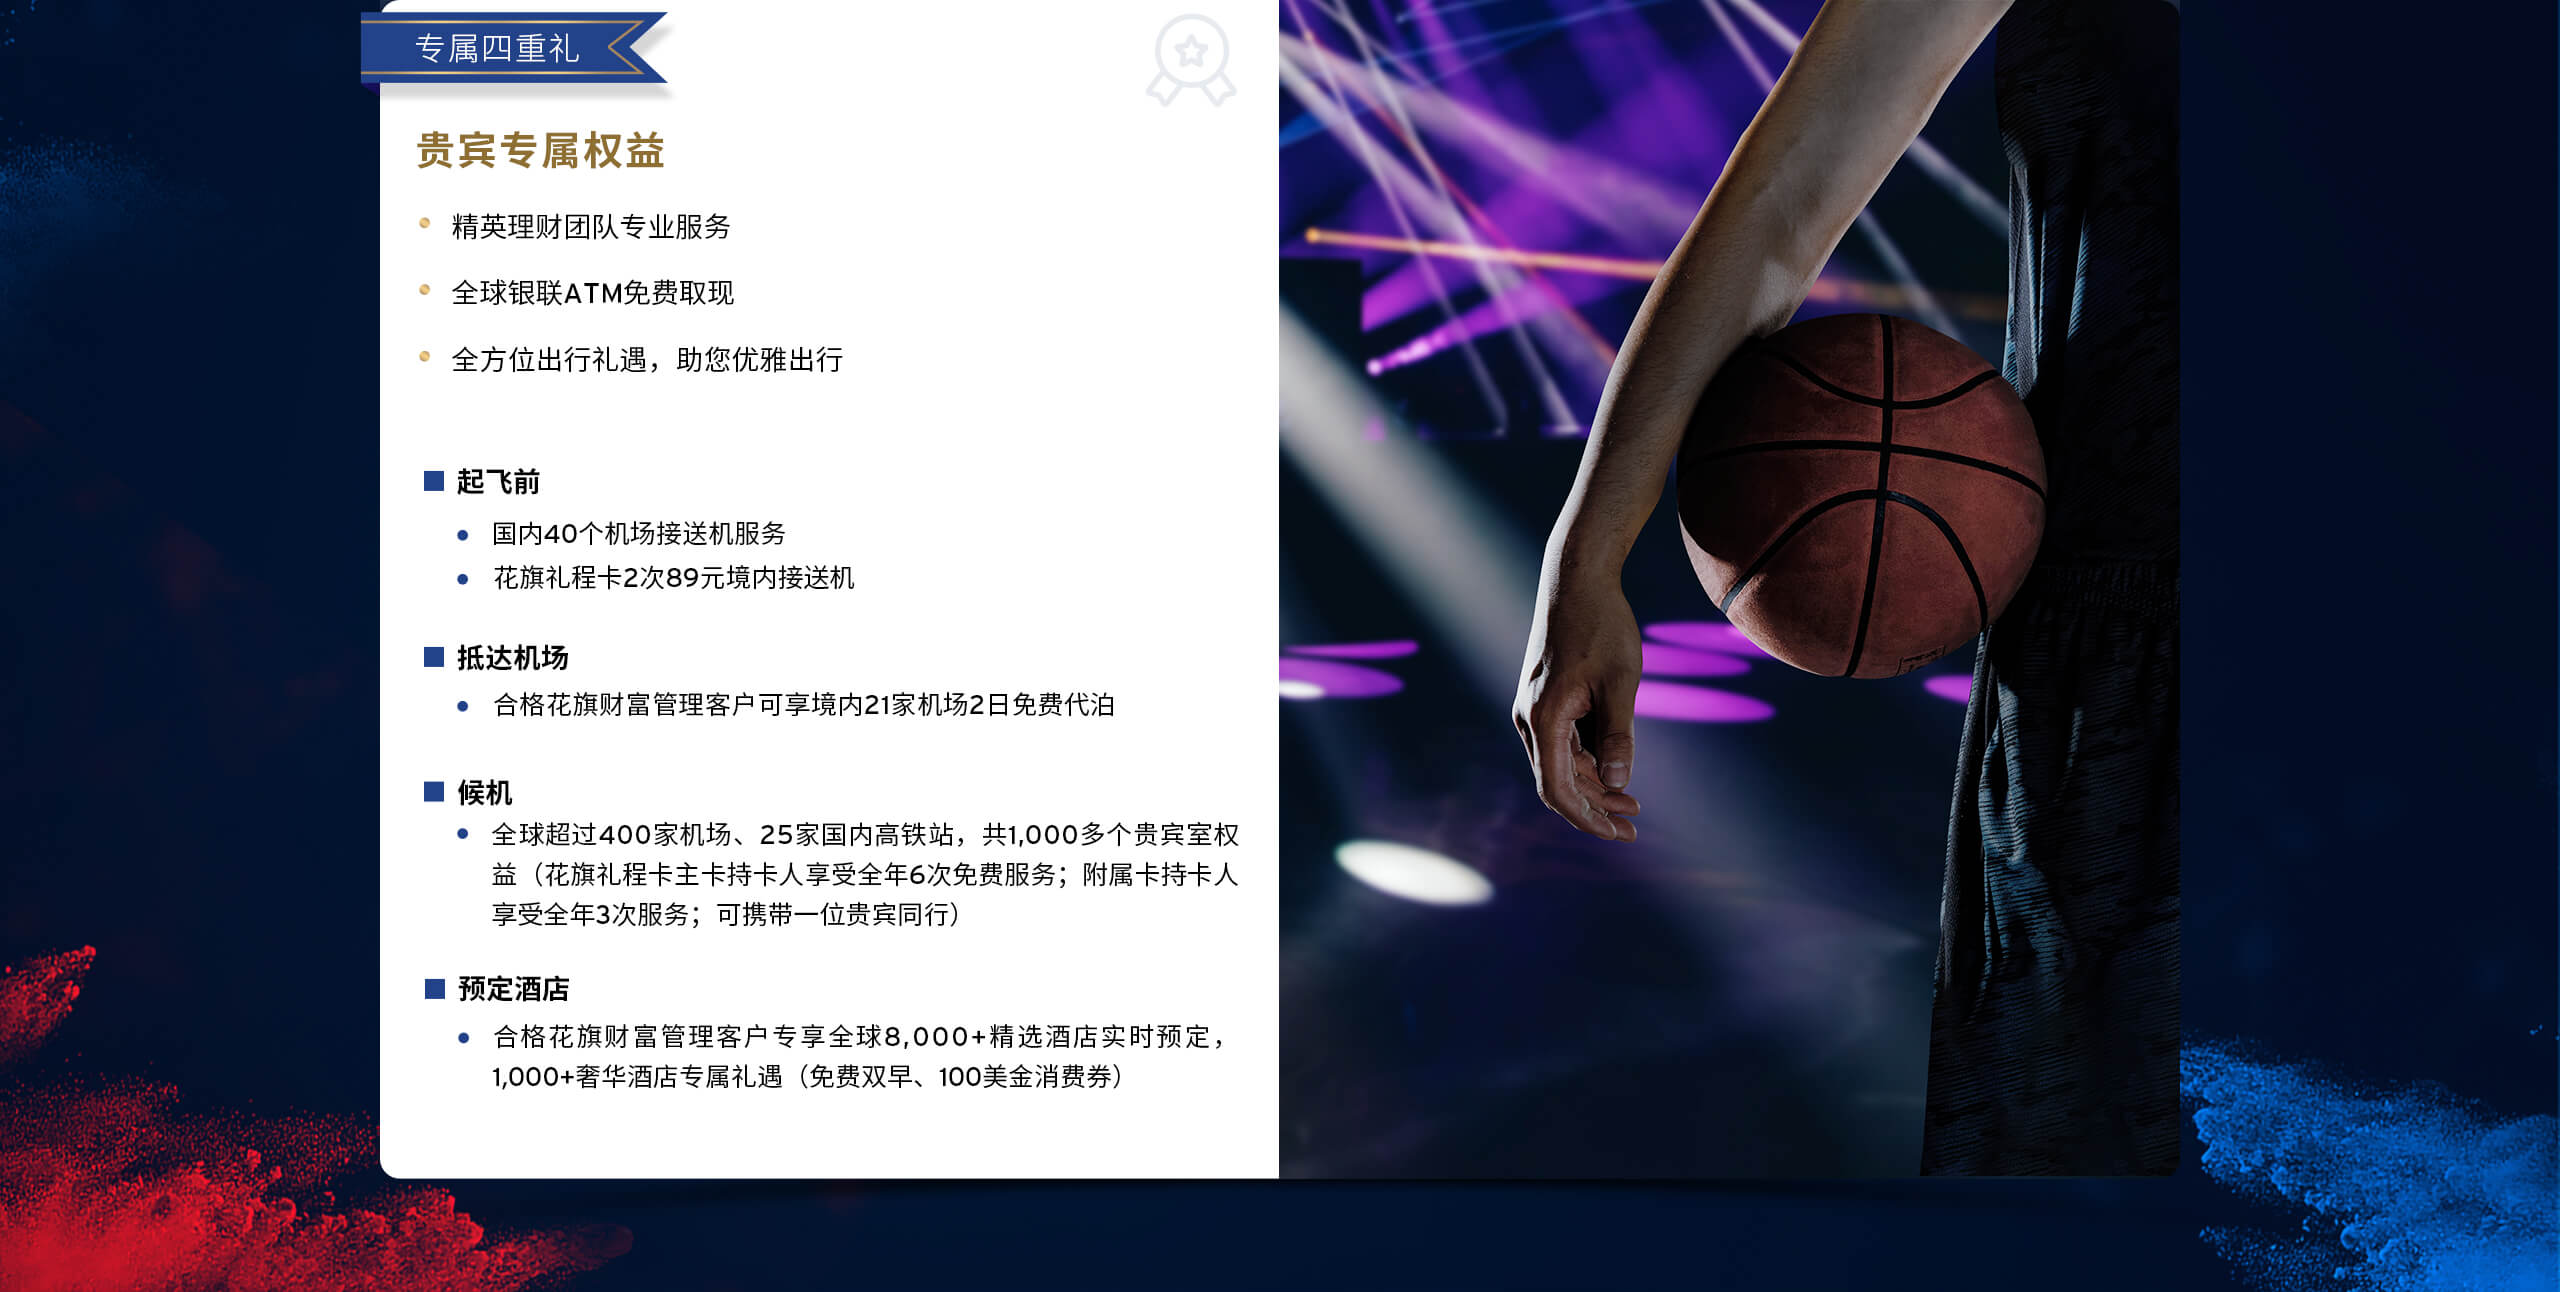 专属四重礼
贵宾专属权益
精英理财团队专业服务
全球银联ATM免费取现
全方位出行礼遇，助您优雅出行
起飞前
国内40个机场接送机服务
花旗礼程卡2次89元境内接送机
抵达机场
合格花旗财富管理客户可享境内21家机场2日免费代泊
候机
全球超过400家机场、25家国内高铁站，共1,000多个贵宾室权
益（花旗礼程卡主卡持卡人享受全年6次免费服务；附属卡持卡人
享受全年3次服务；可携带一位贵宾同行）
预定酒店
合格花旗财富管理客户专享全球8,000+精选酒店实时预定，
1,000+奢华酒店专属礼遇（免费双早、100美金消费券）